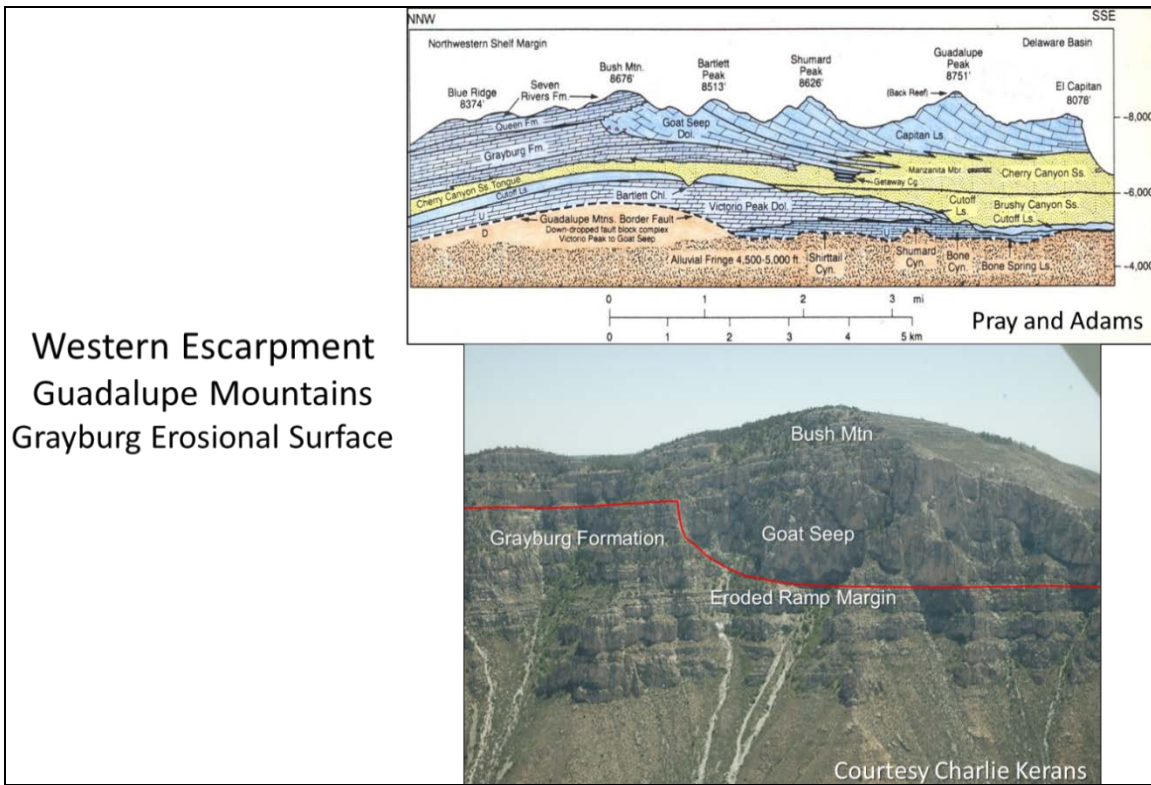 NNW
SSE
Northwestern Shelf Margin
Delaware Basin
Blue Ridge
8374'
Seven
Rivers Fm.
Bush Mtn.
8676'
Bartlett
Peak
8513'
Shumard
Peak
8626'
Guadalupe
Peak
8751'
(Back Reef)
El Capitan
8078'
8,000
6,000
4,000
Queen Fm.
Goat Seep
Dol.
Capitan Ls.
Grayburg Fm.
Manzanita Mbr.
Cherry Canyon Ss.
Getaway Cg.
Cherry Canyon Ss. Tongue
Cutoff Ls.
Bartlett Chl.
Victorio Peak Dol.
Cutoff
Ls.
Brushy Canyon Ss.
Cutoff Ls.
U
D
Guadalupe Mtns. Border Fault
Down-dropped fault block complex
Victorio Peak to Goat Seep
Alluvial Fringe 4,500-5,000 ft.
Shirttail
Cyn.
Shumard
Cyn.
Bone
Cyn.
Bone Spring Ls.
0 1 2 3 mi
0 1 2 3 4 5 km
Pray and Adams
Western Escarpment
Guadalupe Mountains
Grayburg Erosional Surface
Bush Mtn
Grayburg Formation
Goat Seep
Eroded Ramp Margin
Courtesy Charlie Kerans